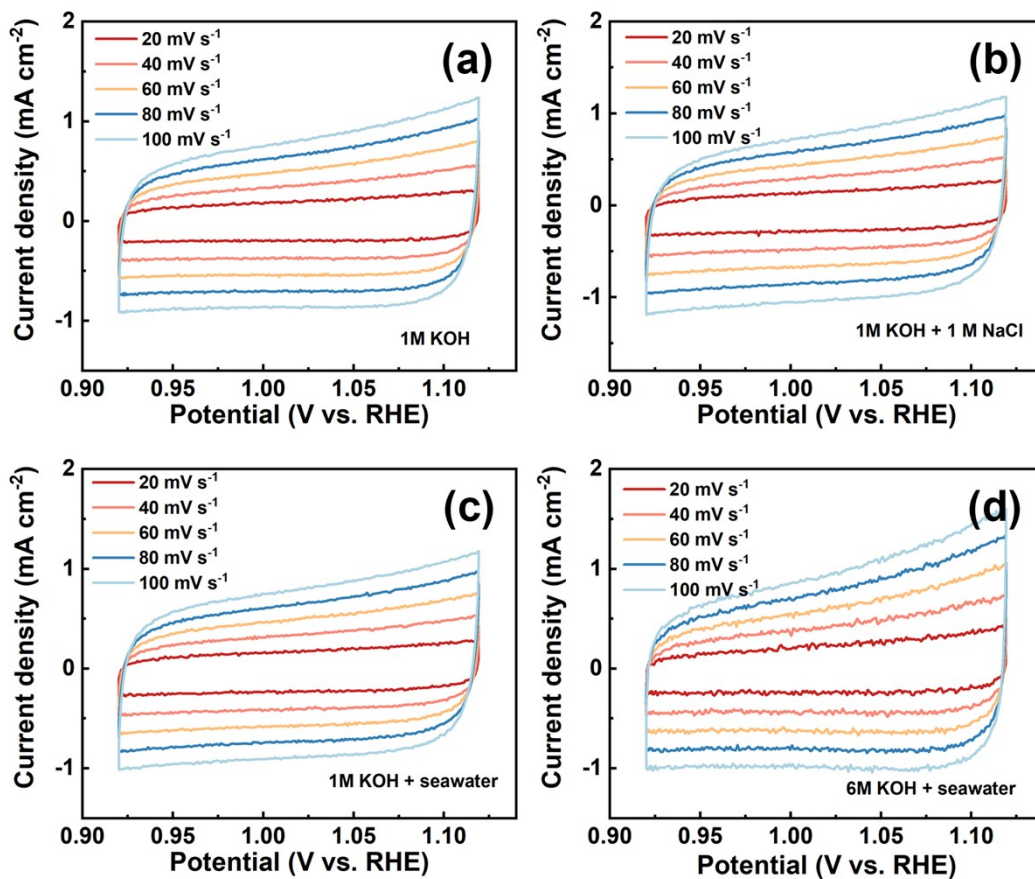 (a)
20 mV s⁻¹
40 mV s⁻¹
60 mV s⁻¹
80 mV s⁻¹
100 mV s⁻¹
1M KOH
Current density (mA cm⁻²)
2
1
0
-1
0.90 0.95 1.00 1.05 1.10
Potential (V vs. RHE)
(b)
20 mV s⁻¹
40 mV s⁻¹
60 mV s⁻¹
80 mV s⁻¹
100 mV s⁻¹
1M KOH + 1 M NaCl
Current density (mA cm⁻²)
2
1
0
-1
0.90 0.95 1.00 1.05 1.10
Potential (V vs. RHE)
(c)
20 mV s⁻¹
40 mV s⁻¹
60 mV s⁻¹
80 mV s⁻¹
100 mV s⁻¹
1M KOH + seawater
Current density (mA cm⁻²)
2
1
0
-1
0.90 0.95 1.00 1.05 1.10
Potential (V vs. RHE)
(d)
20 mV s⁻¹
40 mV s⁻¹
60 mV s⁻¹
80 mV s⁻¹
100 mV s⁻¹
6M KOH + seawater
Current density (mA cm⁻²)
2
1
0
-1
0.90 0.95 1.00 1.05 1.10
Potential (V vs. RHE)